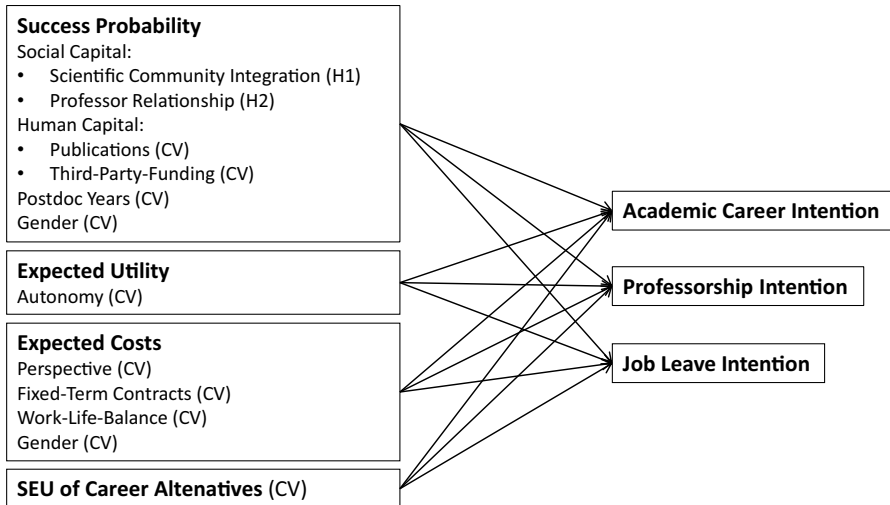 Success Probability
Social Capital:
• Scientific Community Integration (H1)
• Professor Relationship (H2)
Human Capital:
• Publications (CV)
• Third-Party-Funding (CV)
Postdoc Years (CV)
Gender (CV)
Expected Utility
Autonomy (CV)
Expected Costs
Perspective (CV)
Fixed-Term Contracts (CV)
Work-Life-Balance (CV)
Gender (CV)
SEU of Career Altenatives (CV)
Academic Career Intention
Professorship Intention
Job Leave Intention